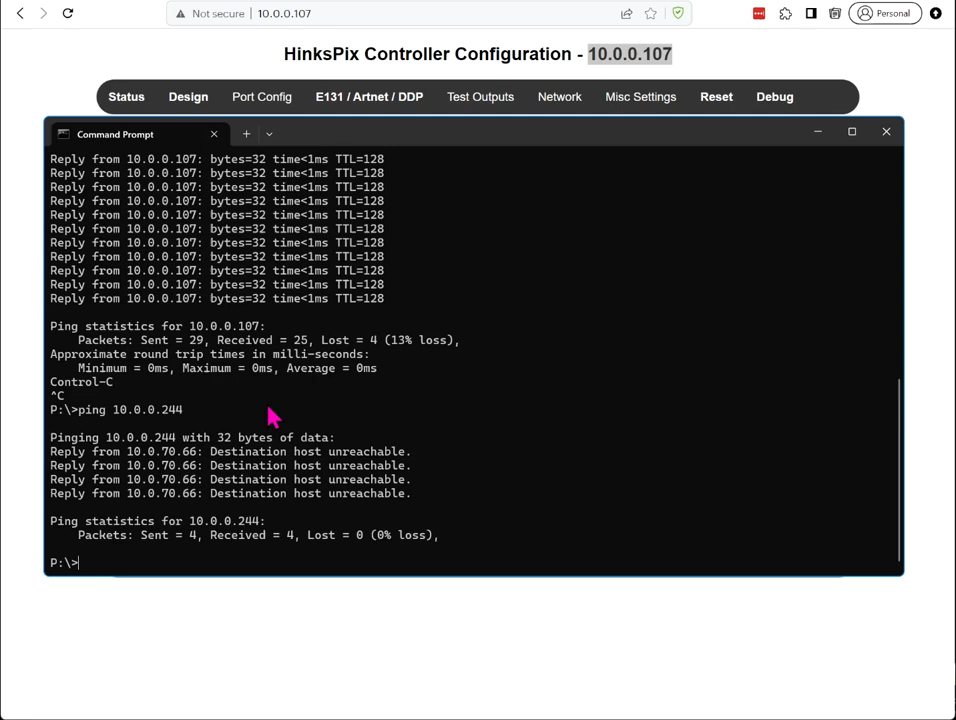 Not secure
10.0.0.107
Personal
HinksPix Controller Configuration - 10.0.0.107
Status Design Port Config E131 / Artnet / DDP Test Outputs Network Misc Settings Reset Debug
Command Prompt
Reply from 10.0.0.107: bytes=32 time<1ms TTL=128
Reply from 10.0.0.107: bytes=32 time<1ms TTL=128
Reply from 10.0.0.107: bytes=32 time<1ms TTL=128
Reply from 10.0.0.107: bytes=32 time<1ms TTL=128
Reply from 10.0.0.107: bytes=32 time<1ms TTL=128
Reply from 10.0.0.107: bytes=32 time<1ms TTL=128
Reply from 10.0.0.107: bytes=32 time<1ms TTL=128
Reply from 10.0.0.107: bytes=32 time<1ms TTL=128
Reply from 10.0.0.107: bytes=32 time<1ms TTL=128
Reply from 10.0.0.107: bytes=32 time<1ms TTL=128
Reply from 10.0.0.107: bytes=32 time<1ms TTL=128
Ping statistics for 10.0.0.107:
Packets: Sent = 29, Received = 25, Lost = 4 (13% loss),
Approximate round trip times in milli-seconds:
Minimum = 0ms, Maximum = 0ms, Average = 0ms
Control-C
^C
P:\>ping 10.0.0.244
Pinging 10.0.0.244 with 32 bytes of data:
Reply from 10.0.70.66: Destination host unreachable.
Reply from 10.0.70.66: Destination host unreachable.
Reply from 10.0.70.66: Destination host unreachable.
Reply from 10.0.70.66: Destination host unreachable.
Ping statistics for 10.0.0.244:
Packets: Sent = 4, Received = 4, Lost = 0 (0% loss),
P:\>